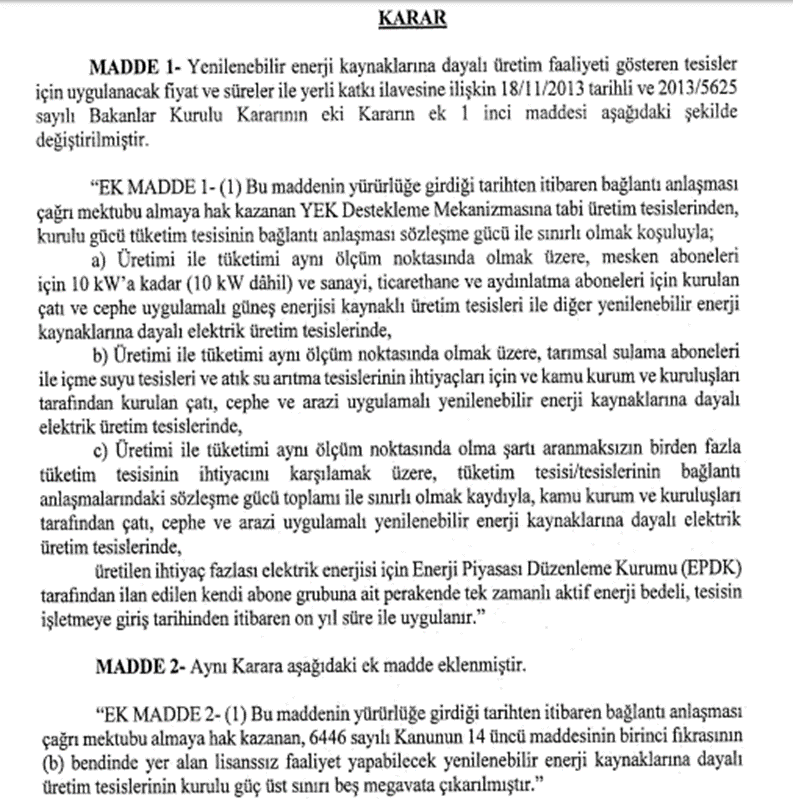 KARAR
MADDE 1- Yenilenebilir enerji kaynaklarına dayalı üretim faaliyeti gösteren tesisler
için uygulanacak fiyat ve süreler ile yerli katkı ilavesine ilişkin 18/11/2013 tarihli ve 2013/5625
sayılı Bakanlar Kurulu Kararının eki Kararın ek 1 inci maddesi aşağıdaki şekilde
değiştirilmiştir.
“EK MADDE 1- (1) Bu maddenin yürürlüğe girdiği tarihten itibaren bağlantı anlaşması
çağrı mektubu almaya hak kazanan YEK Destekleme Mekanizmasına tabi üretim tesislerinden,
kurulu gücü tüketim tesisinin bağlantı anlaşması sözleşme gücü ile sınırlı olmak koşuluyla;
a) Üretimi ile tüketimi aynı ölçüm noktasında olmak üzere, mesken aboneleri
için 10 kW’a kadar (10 kW dâhil) ve sanayi, ticarethane ve aydınlatma aboneleri için kurulan
çatı ve cephe uygulamalı güneş enerjisi kaynaklı üretim tesisleri ile diğer yenilenebilir enerji
kaynaklarına dayalı elektrik üretim tesislerinde,
b) Üretimi ile tüketimi aynı ölçüm noktasında olmak üzere, tarımsal sulama aboneleri
ile içme suyu tesisleri ve atık su arıtma tesislerinin ihtiyaçları için ve kamu kurum ve kuruluşları
tarafından kurulan çatı, cephe ve arazi uygulamalı yenilenebilir enerji kaynaklarına dayalı
elektrik üretim tesislerinde,
c) Üretimi ile tüketimi aynı ölçüm noktasında olma şartı aranmaksızın birden fazla
tüketim tesisinin ihtiyacını karşılamak üzere, tüketim tesisi/tesislerinin bağlantı
anlaşmalarındaki sözleşme gücü toplamı ile sınırlı olmak kaydıyla, kamu kurum ve kuruluşları
tarafından çatı, cephe ve arazi uygulamalı yenilenebilir enerji kaynaklarına dayalı elektrik
üretim tesislerinde,
üretilen ihtiyaç fazlası elektrik enerjisi için Enerji Piyasası Düzenleme Kurumu (EPDK)
tarafından ilan edilen kendi abone grubuna ait perakende tek zamanlı aktif enerji bedeli, tesisin
işletmeye giriş tarihinden itibaren on yıl süre ile uygulanır.”
MADDE 2- Aynı Karara aşağıdaki ek madde eklenmiştir.
“EK MADDE 2- (1) Bu maddenin yürürlüğe girdiği tarihten itibaren bağlantı anlaşması
çağrı mektubu almaya hak kazanan, 6446 sayılı Kanunun 14 üncü maddesinin birinci fıkrasının
(b) bendinde yer alan lisanssız faaliyet yapabilecek yenilenebilir enerji kaynaklarına dayalı
üretim tesislerinin kurulu güç üst sınırı beş megavata çıkarılmıştır.”